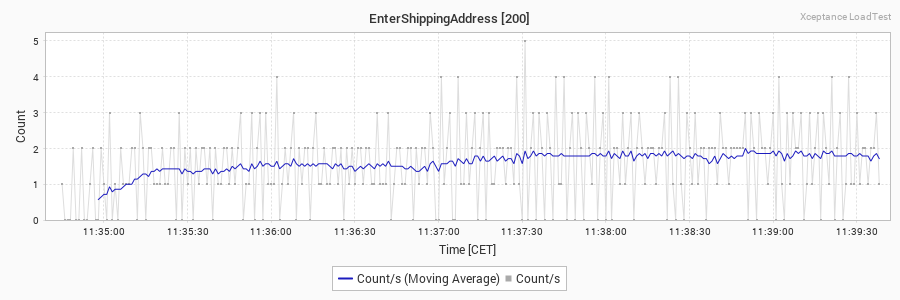 EnterShippingAddress [200]
Xceptance LoadTest
Count
5
4
3
2
1
0
11:35:00 11:35:30 11:36:00 11:36:30 11:37:00 11:37:30 11:38:00 11:38:30 11:39:00 11:39:30
Time [CET]
Count/s (Moving Average) Count/s